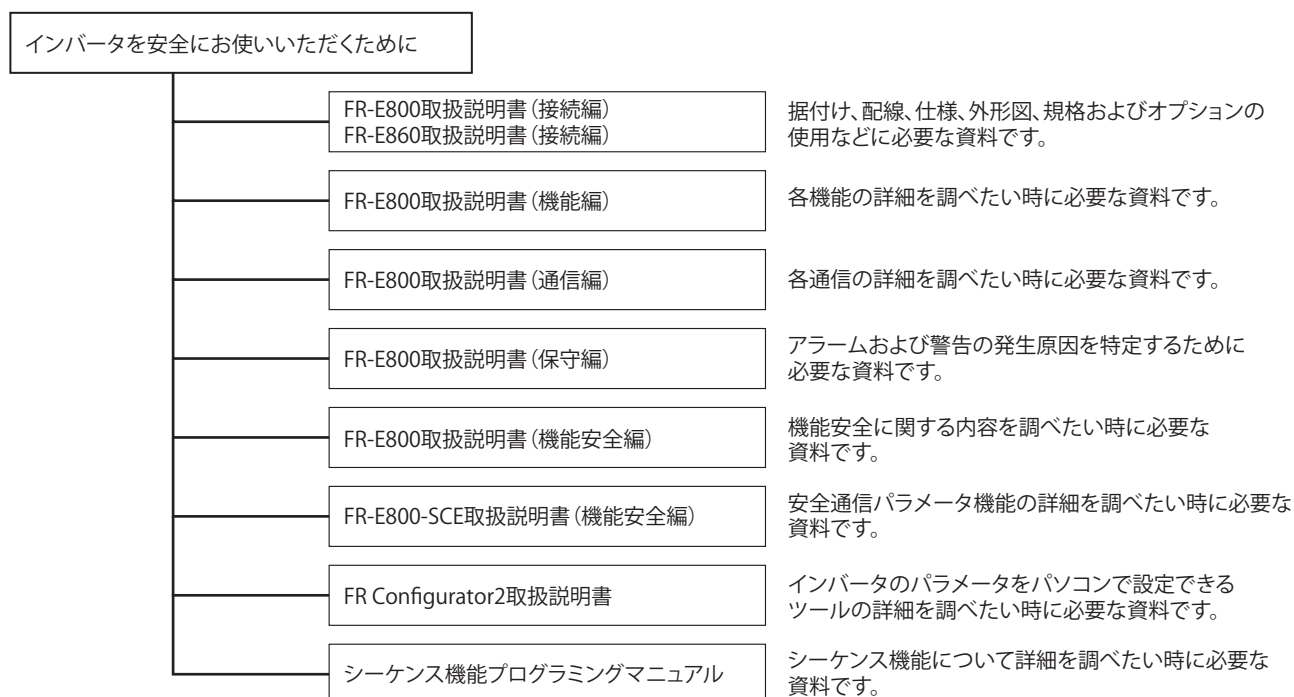 インバータを安全にお使いいただくために
FR-E800取扱説明書（接続編）
FR-E860取扱説明書（接続編）
据付け、配線、仕様、外形図、規格およびオプションの
使用などに必要な資料です。
FR-E800取扱説明書（機能編）
各機能の詳細を調べたい時に必要な資料です。
FR-E800取扱説明書（通信編）
各通信の詳細を調べたい時に必要な資料です。
FR-E800取扱説明書（保守編）
アラームおよび警告の発生原因を特定するために
必要な資料です。
FR-E800取扱説明書（機能安全編）
機能安全に関する内容を調べたい時に必要な
資料です。
FR-E800-SCE取扱説明書（機能安全編）
安全通信パラメータ機能の詳細を調べたい時に必要な
資料です。
FR Configurator2取扱説明書
インバータのパラメータをパソコンで設定できる
ツールの詳細を調べたい時に必要な資料です。
シーケンス機能プログラミングマニュアル
シーケンス機能について詳細を調べたい時に必要な
資料です。